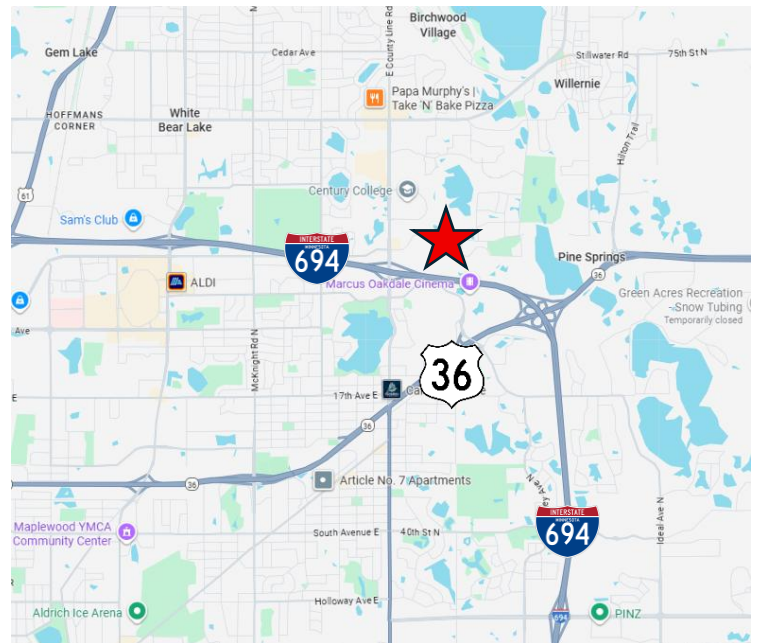 Birchwood
Village
E County Line Rd
Gem Lake
Cedar Ave
Stillwater Rd
75th St N
Willernie
Papa Murphy's |
Take 'N' Bake Pizza
HOFFMANS
CORNER
White
Bear Lake
Hilton Trail
Century College
61
Sam's Club
INTERSTATE
MINNESOTA
694
Pine Springs
36
ALDI
Marcus Oakdale Cinema
Green Acres Recreation
- Snow Tubing
Temporarily closed
Ave
McKnight Rd N
36
E
17th Ave E
36
36
Article No. 7 Apartments
Ideal Ave N
Maplewood YMCA
Community Center
South Avenue E
40th St N
INTERSTATE
MINNESOTA
694
Holloway Ave E
Aldrich Ice Arena
694
PINZ